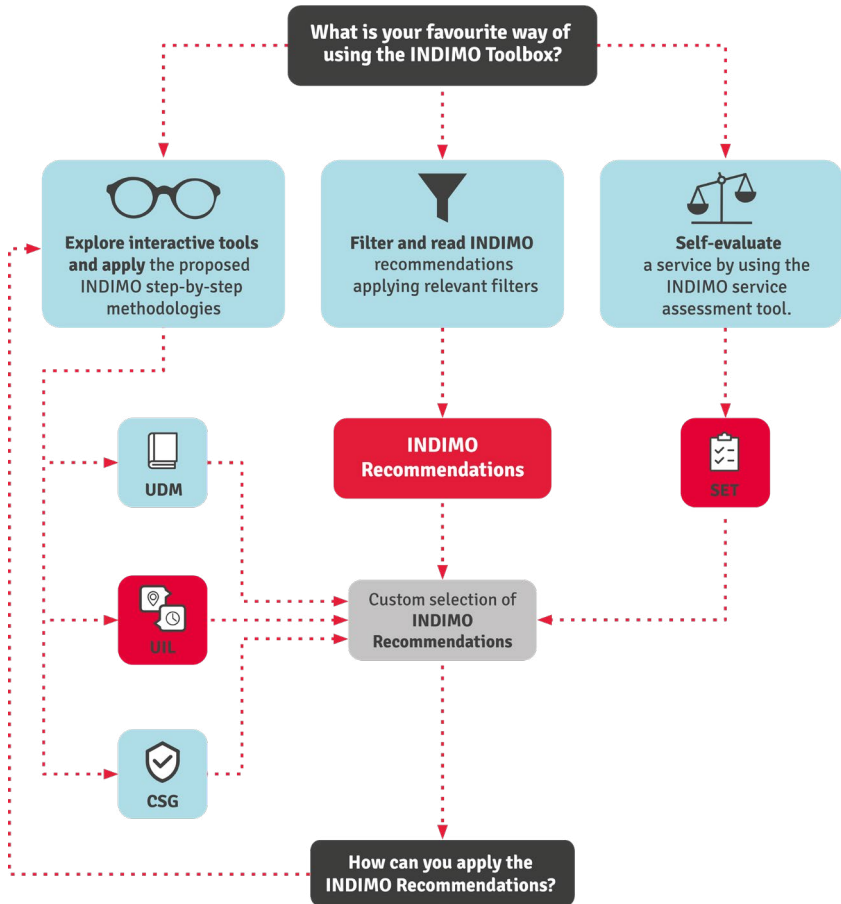 What is your favourite way of
using the INDIMO Toolbox?
Explore interactive tools
and apply the proposed
INDIMO step-by-step
methodologies
Filter and read INDIMO
recommendations
applying relevant filters
Self-evaluate
a service by using the
INDIMO service
assessment tool.
UDM
INDIMO
Recommendations
SET
UIL
Custom selection of
INDIMO
Recommendations
CSG
How can you apply the
INDIMO Recommendations?